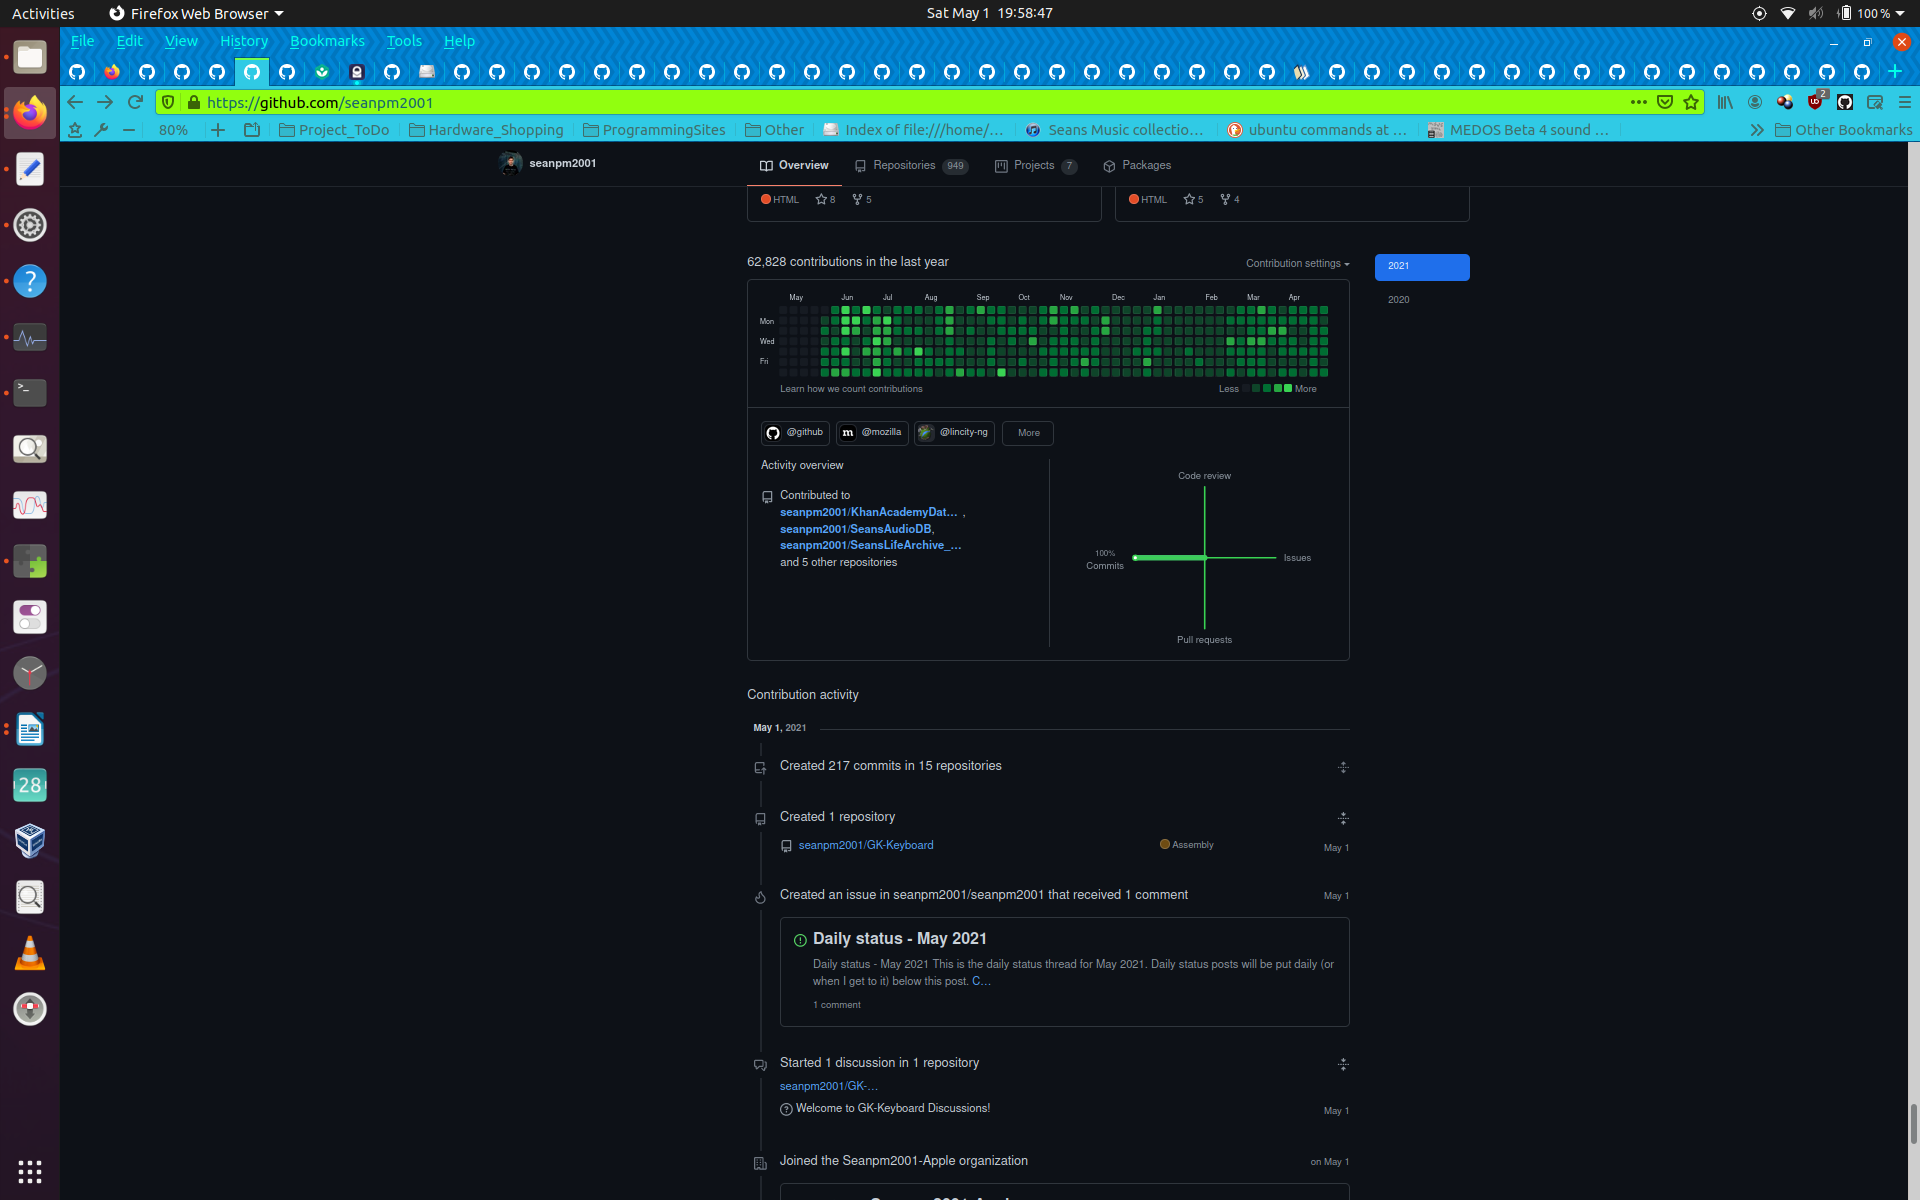 Activities
Firefox Web Browser
Sat May 1 19:58:47
100 %
File Edit View History Bookmarks Tools Help
https://github.com/seanpm2001
2
80%
Project_ToDo
Hardware_Shopping
ProgrammingSites
Other
Index of file:///home/...
Seans Music collectio...
ubuntu commands at ...
MEDOS Beta 4 sound ...
Other Bookmarks
seanpm2001
Overview
Repositories 949
Projects 7
Packages
HTML 8 5
HTML 5 4
62,828 contributions in the last year
Contribution settings
2021
2020
May Jun Jul Aug Sep Oct Nov Dec Jan Feb Mar Apr
Mon
Wed
Fri
Learn how we count contributions
Less More
@github
m @mozilla
@lincity-ng
More
Activity overview
Contributed to
seanpm2001/KhanAcademyDat… ,
seanpm2001/SeansAudioDB,
seanpm2001/SeansLifeArchive_…
and 5 other repositories
Code review
100%
Commits
Issues
Pull requests
Contribution activity
May 1, 2021
Created 217 commits in 15 repositories
Created 1 repository
seanpm2001/GK-Keyboard
Assembly
May 1
Created an issue in seanpm2001/seanpm2001 that received 1 comment
May 1
Daily status - May 2021
Daily status - May 2021 This is the daily status thread for May 2021. Daily status posts will be put daily (or
when I get to it) below this post. C…
1 comment
Started 1 discussion in 1 repository
seanpm2001/GK-…
Welcome to GK-Keyboard Discussions!
May 1
Joined the Seanpm2001-Apple organization
on May 1
28